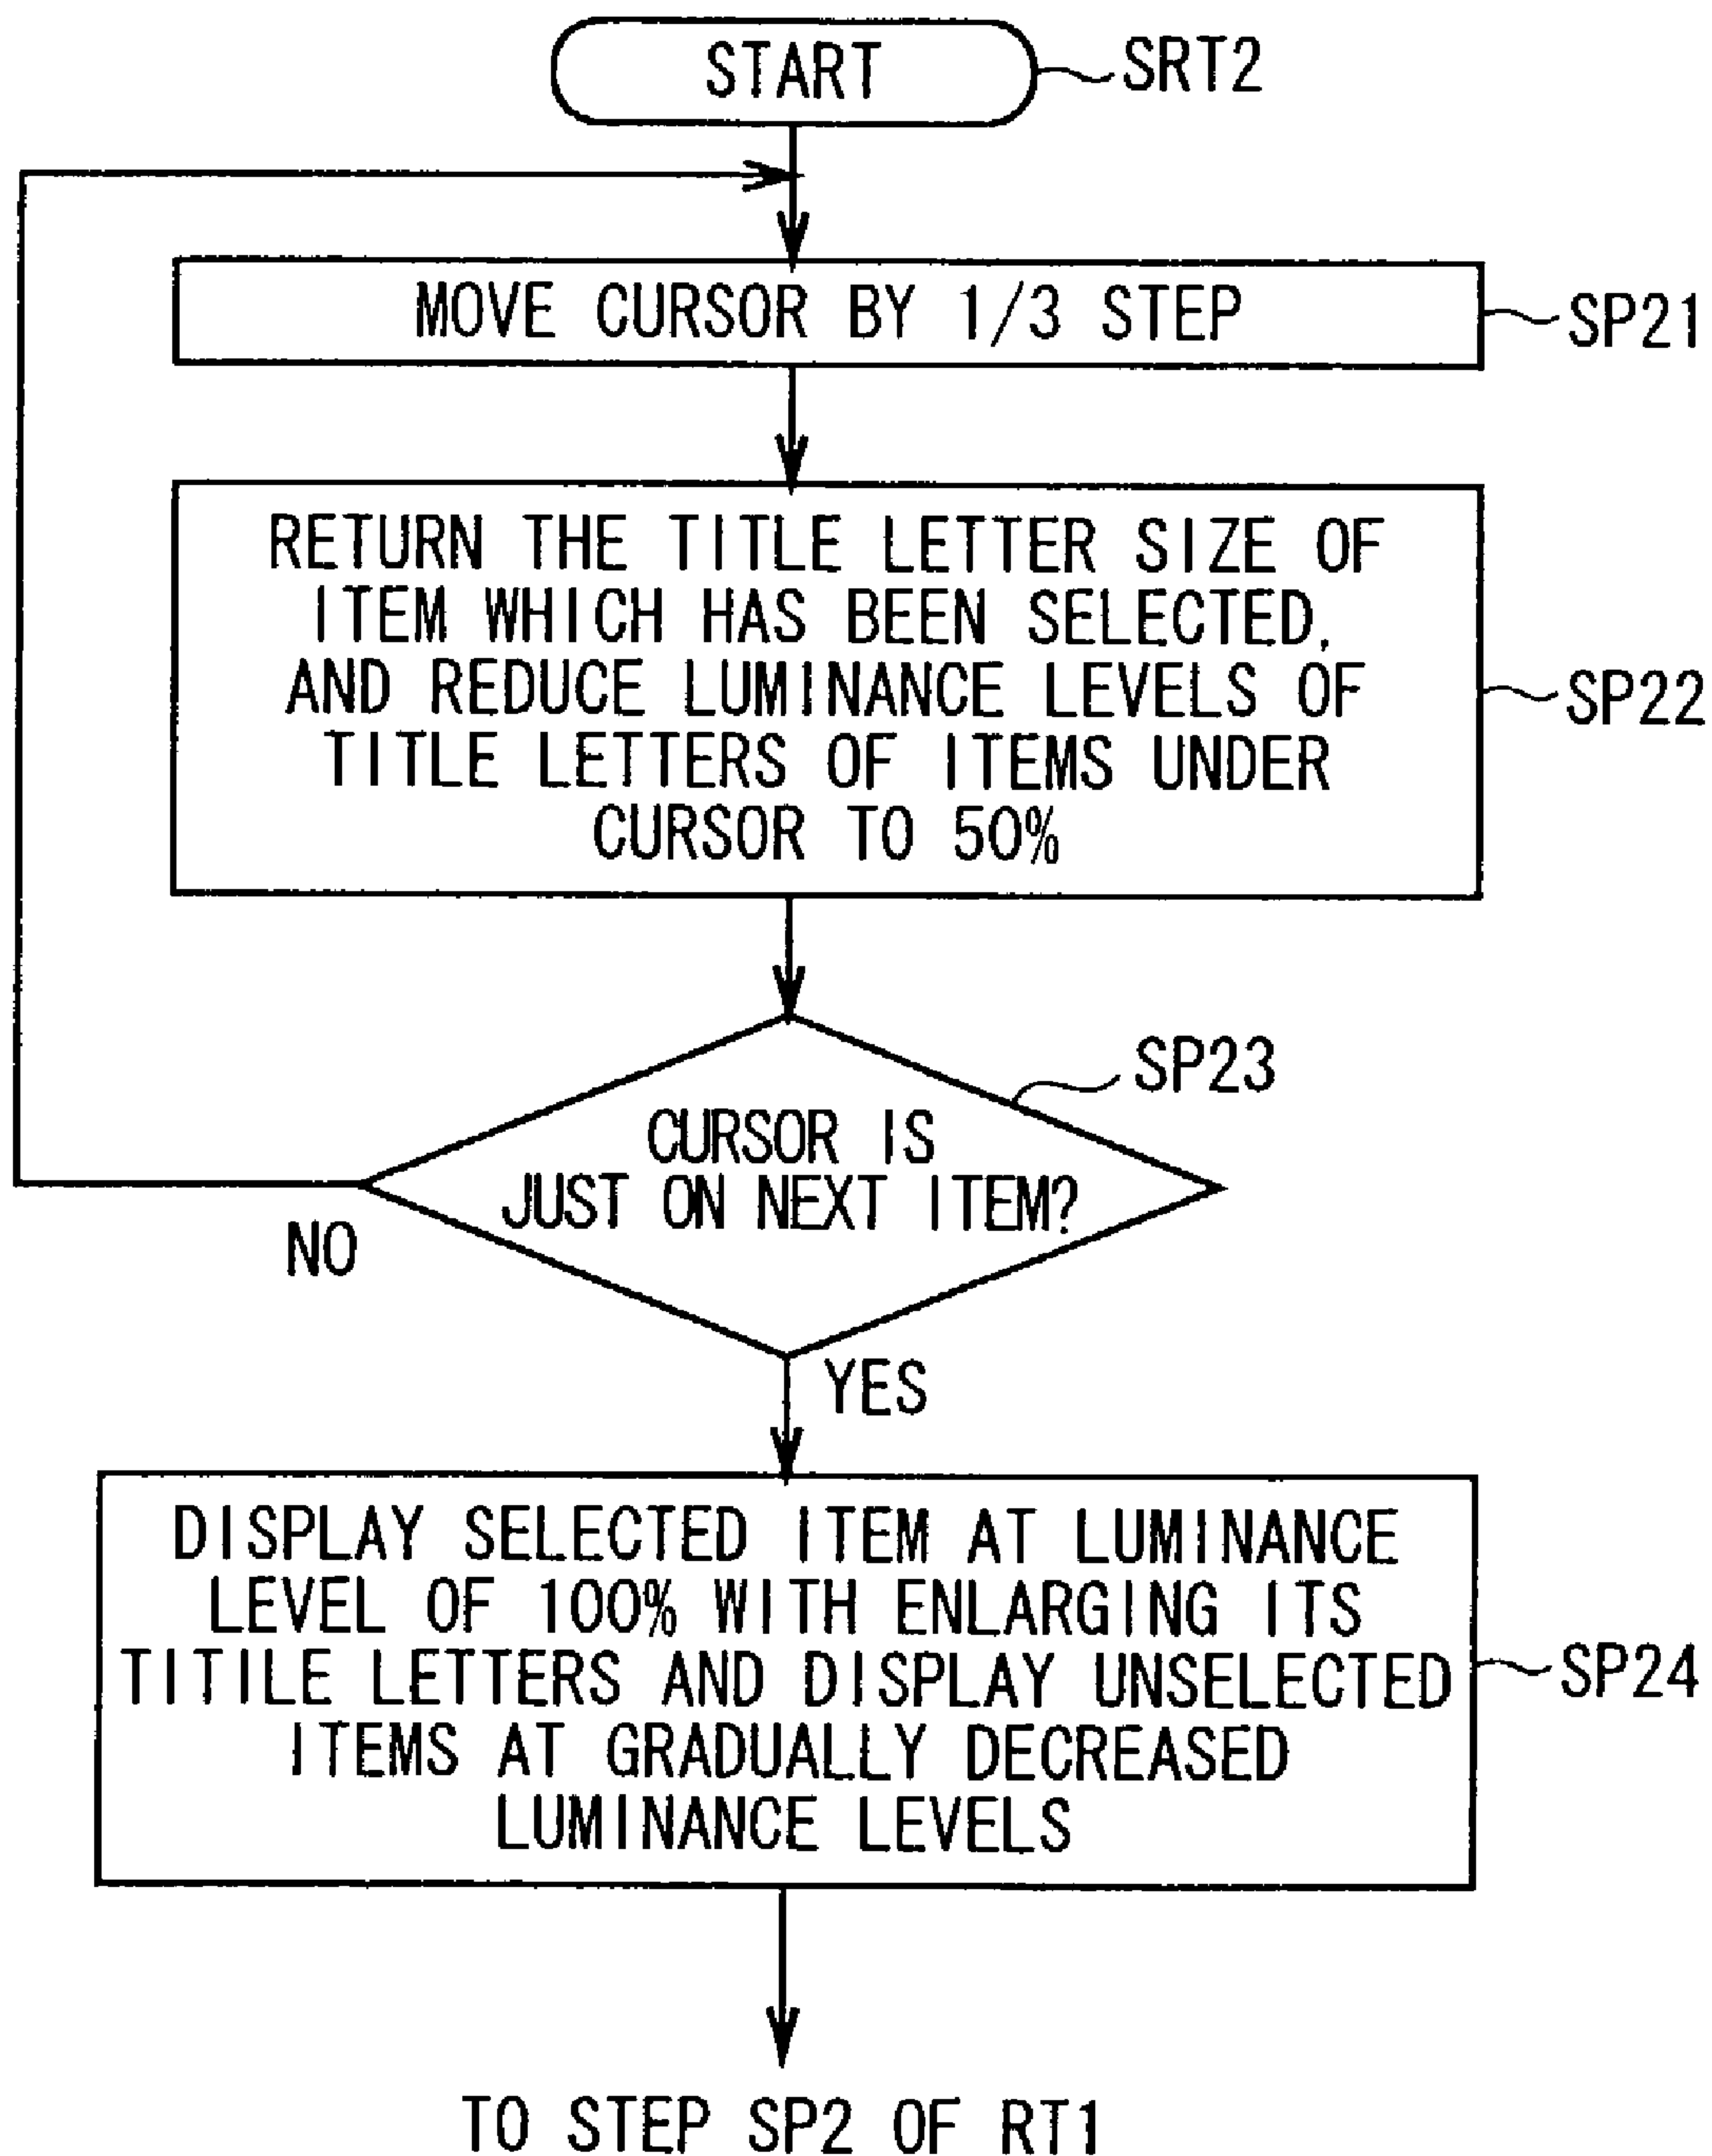 START
SRT2
MOVE CURSOR BY 1/3 STEP
SP21
RETURN THE TITLE LETTER SIZE OF
ITEM WHICH HAS BEEN SELECTED,
AND REDUCE LUMINANCE LEVELS OF
TITLE LETTERS OF ITEMS UNDER
CURSOR TO 50%
SP22
SP23
CURSOR IS
JUST ON NEXT ITEM?
NO
YES
DISPLAY SELECTED ITEM AT LUMINANCE
LEVEL OF 100% WITH ENLARGING ITS
TITILE LETTERS AND DISPLAY UNSELECTED
ITEMS AT GRADUALLY DECREASED
LUMINANCE LEVELS
SP24
TO STEP SP2 OF RT1